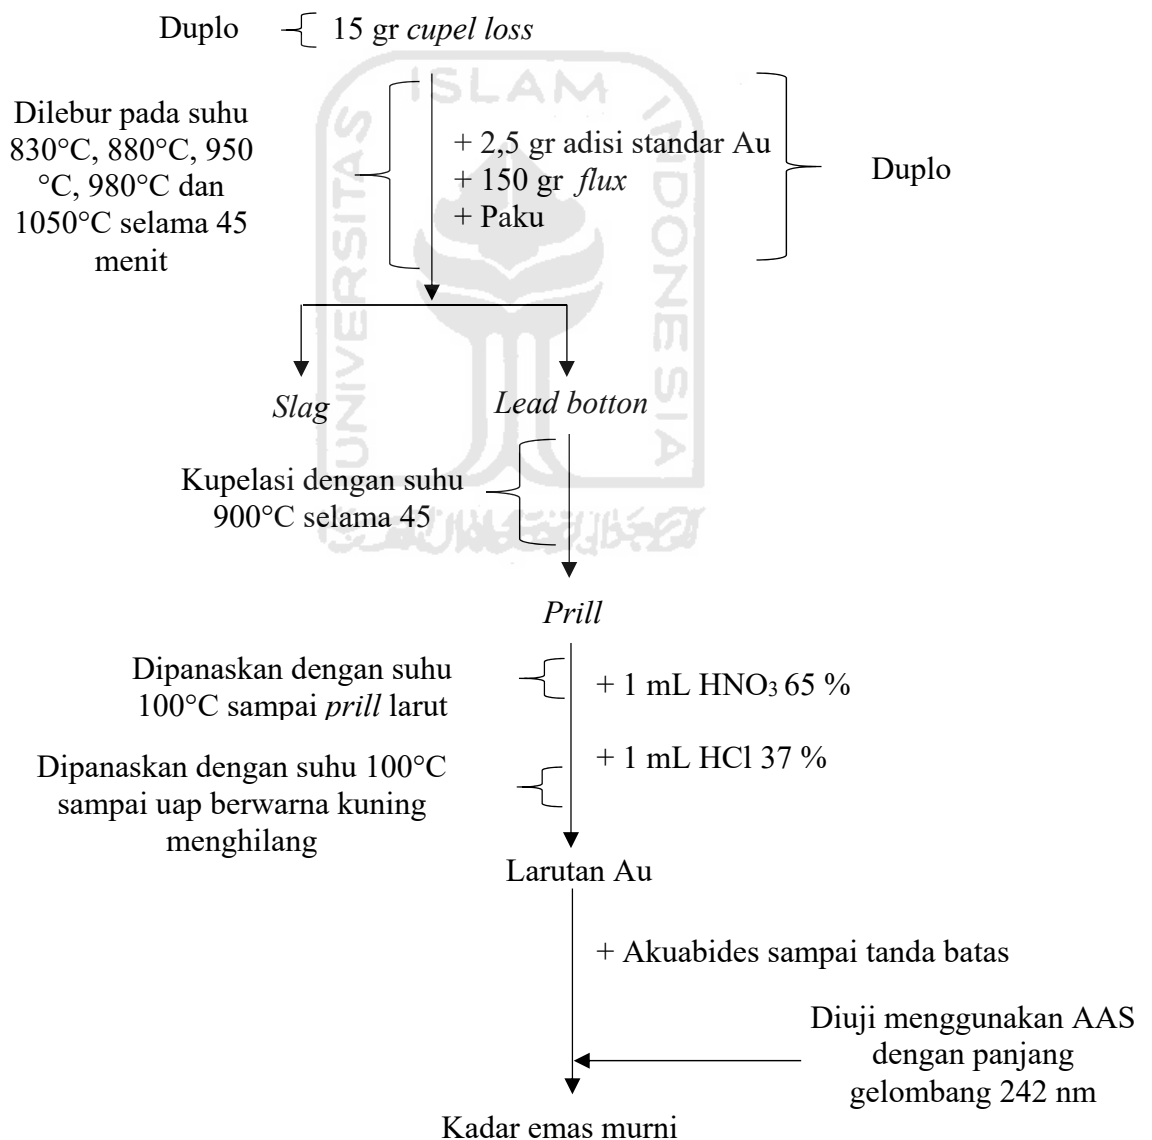 Duplo
15 gr cupel loss
Dilebur pada suhu
830°C, 880°C, 950
°C, 980°C dan
1050°C selama 45
menit
+ 2,5 gr adisi standar Au
+ 150 gr flux
+ Paku
Duplo
Slag
Lead botton
Kupelasi dengan suhu
900°C selama 45
Prill
Dipanaskan dengan suhu
100°C sampai prill larut
+ 1 mL HNO3 65 %
+ 1 mL HCl 37 %
Dipanaskan dengan suhu 100°C
sampai uap berwarna kuning
menghilang
Larutan Au
+ Akuabides sampai tanda batas
Diuji menggunakan AAS
dengan panjang
gelombang 242 nm
Kadar emas murni
UNIVERSITAS
ISLAM
INDONESIA